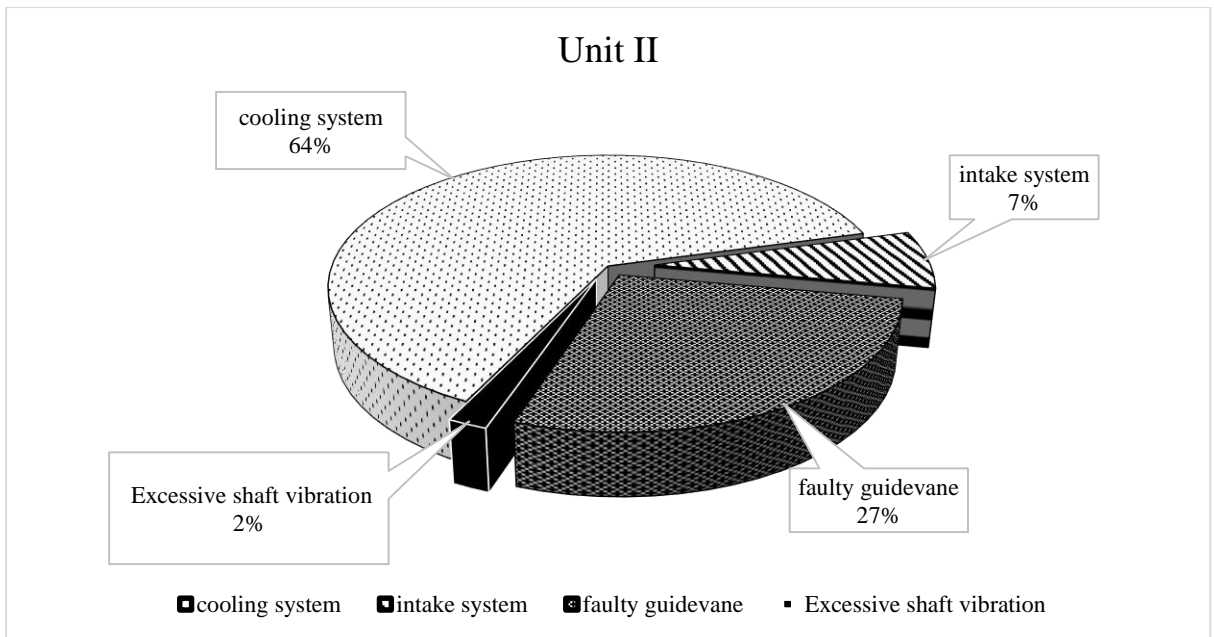 Unit II
cooling system
64%
intake system
7%
Excessive shaft vibration
2%
faulty guidevane
27%
cooling system intake system faulty guidevane Excessive shaft vibration